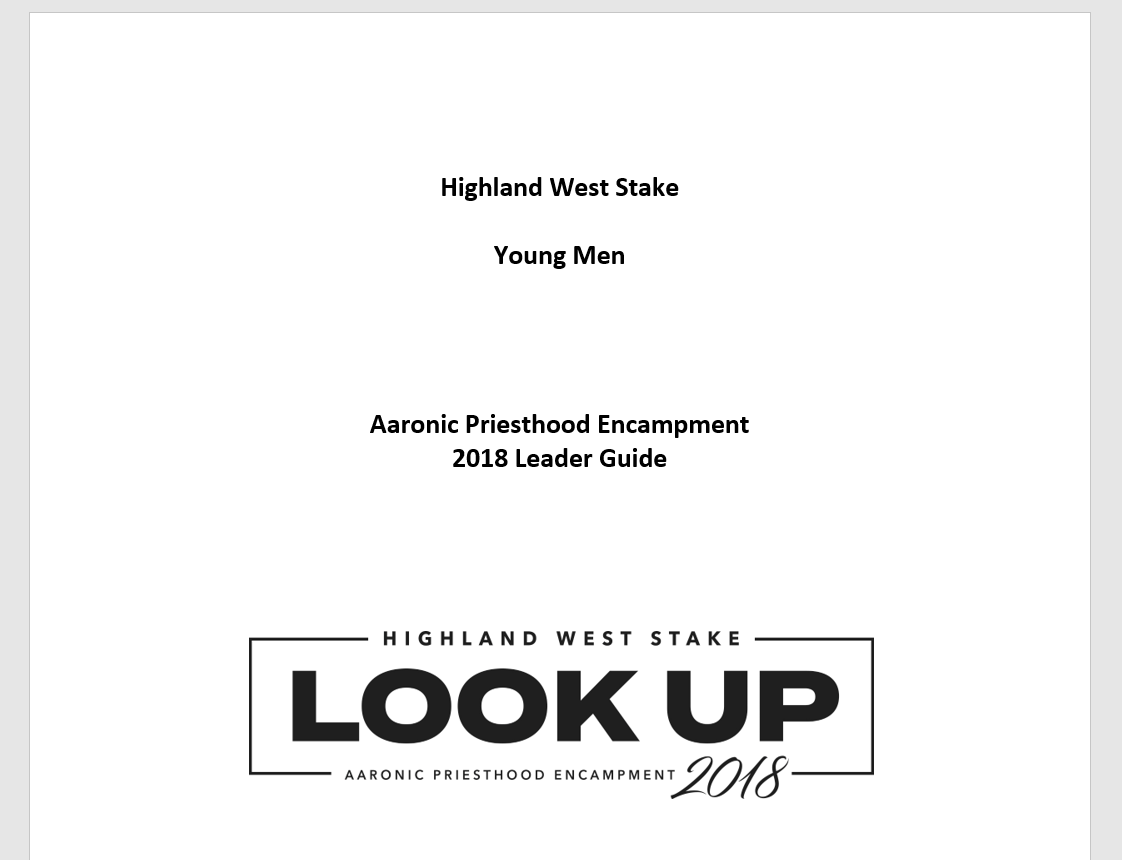 Highland West Stake
Young Men
Aaronic Priesthood Encampment
2018 Leader Guide
HIGHLAND WEST STAKE
LOOK UP
AARONIC PRIESTHOOD ENCAMPMENT 2018